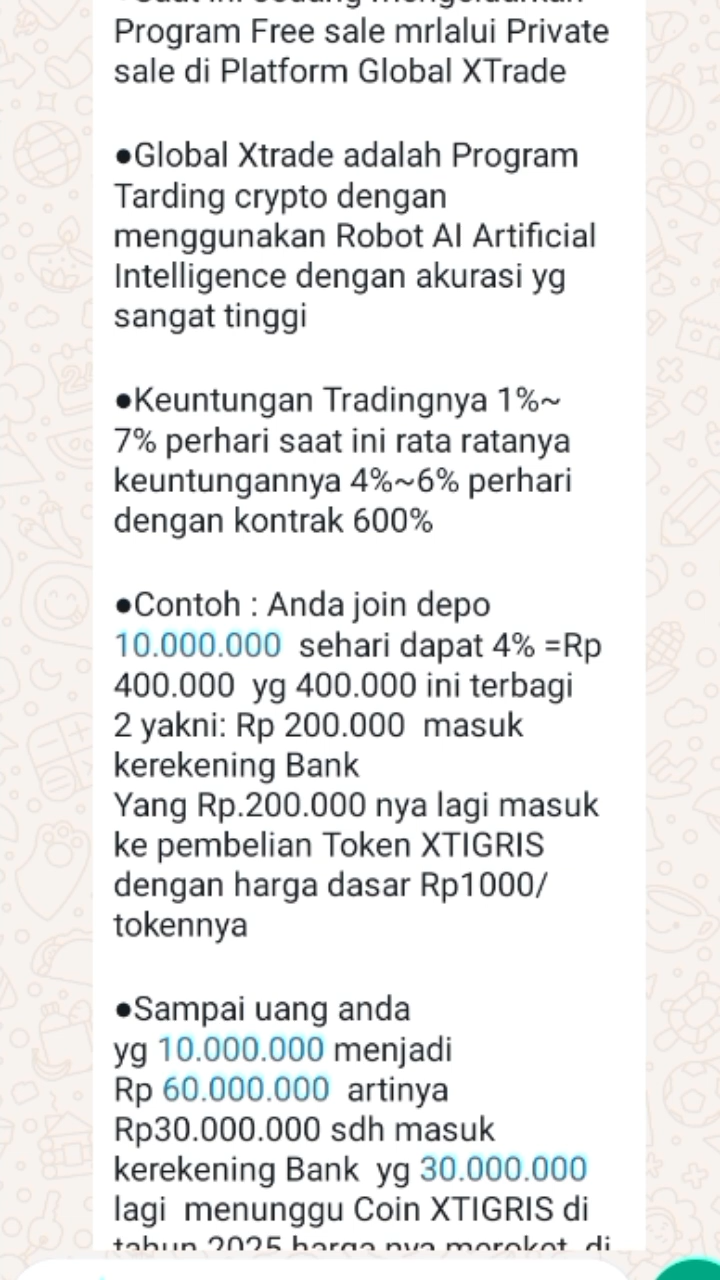 Program Free sale mrlalui Private
sale di Platform Global XTrade
●Global Xtrade adalah Program
Tarding crypto dengan
menggunakan Robot AI Artificial
Intelligence dengan akurasi yg
sangat tinggi
●Keuntungan Tradingnya 1%~
7% perhari saat ini rata ratanya
keuntungannya 4%~6% perhari
dengan kontrak 600%
●Contoh : Anda join depo
10.000.000 sehari dapat 4% =Rp
400.000 yg 400.000 ini terbagi
2 yakni: Rp 200.000 masuk
kerekening Bank
Yang Rp.200.000 nya lagi masuk
ke pembelian Token XTIGRIS
dengan harga dasar Rp1000/
tokennya
●Sampai uang anda
yg 10.000.000 menjadi
Rp 60.000.000 artinya
Rp30.000.000 sdh masuk
kerekening Bank yg 30.000.000
lagi menunggu Coin XTIGRIS di
tahun 2025 harga nya meroket di